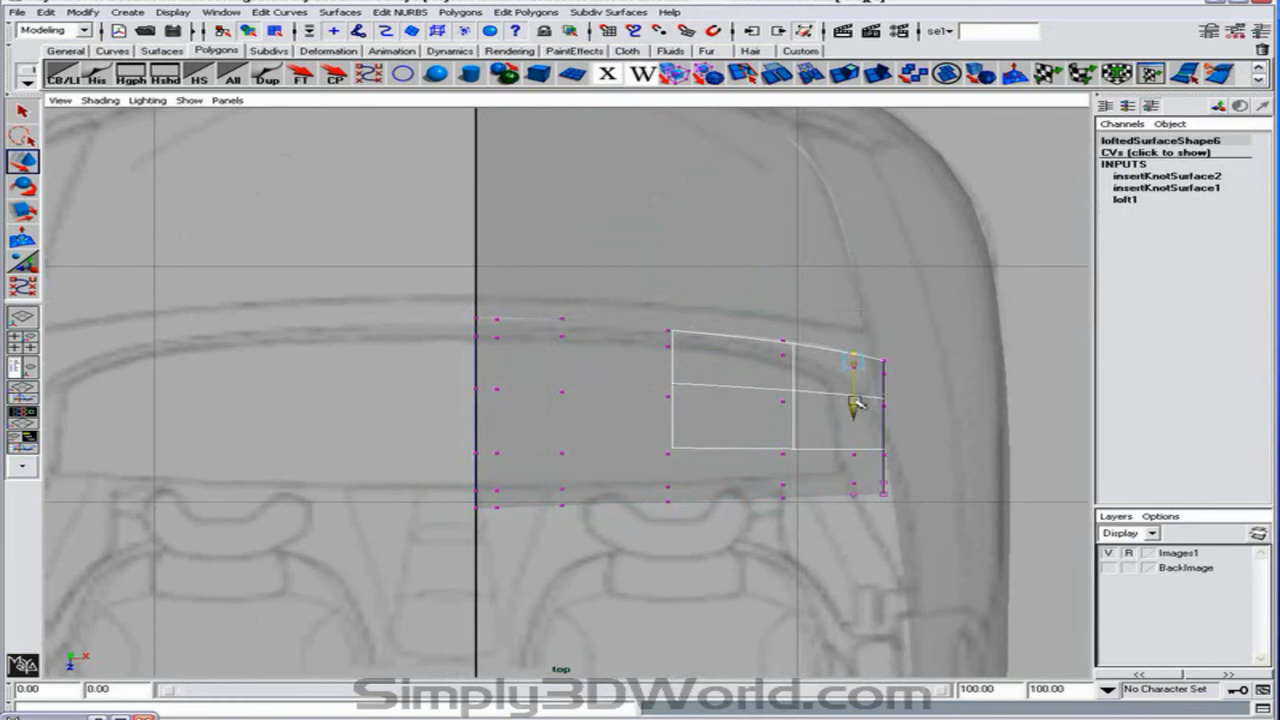 File Edit Modify Create Display Window Edit Curves Surfaces Edit NURBS Polygons Edit Polygons Subdiv Surfaces Help
Modeling sel-
General Curves Surfaces Polygons Subdivs Deformation Animation Dynamics Rendering PaintEffects Cloth Fluids Fur Hair Custom
CB/LI His Hgph Hshd HS All Dup FT CP X W
View Shading Lighting Show Panels
Channels Object
loftedSurfaceShape6
CVs (click to show)
INPUTS
insertKnotSurface2
insertKnotSurface1
loft1
Layers Options
Display
V R Images1
BackImage
top
x
z
0.00 0.00 100.00 100.00 No Character Set
Simply3DWorld.com